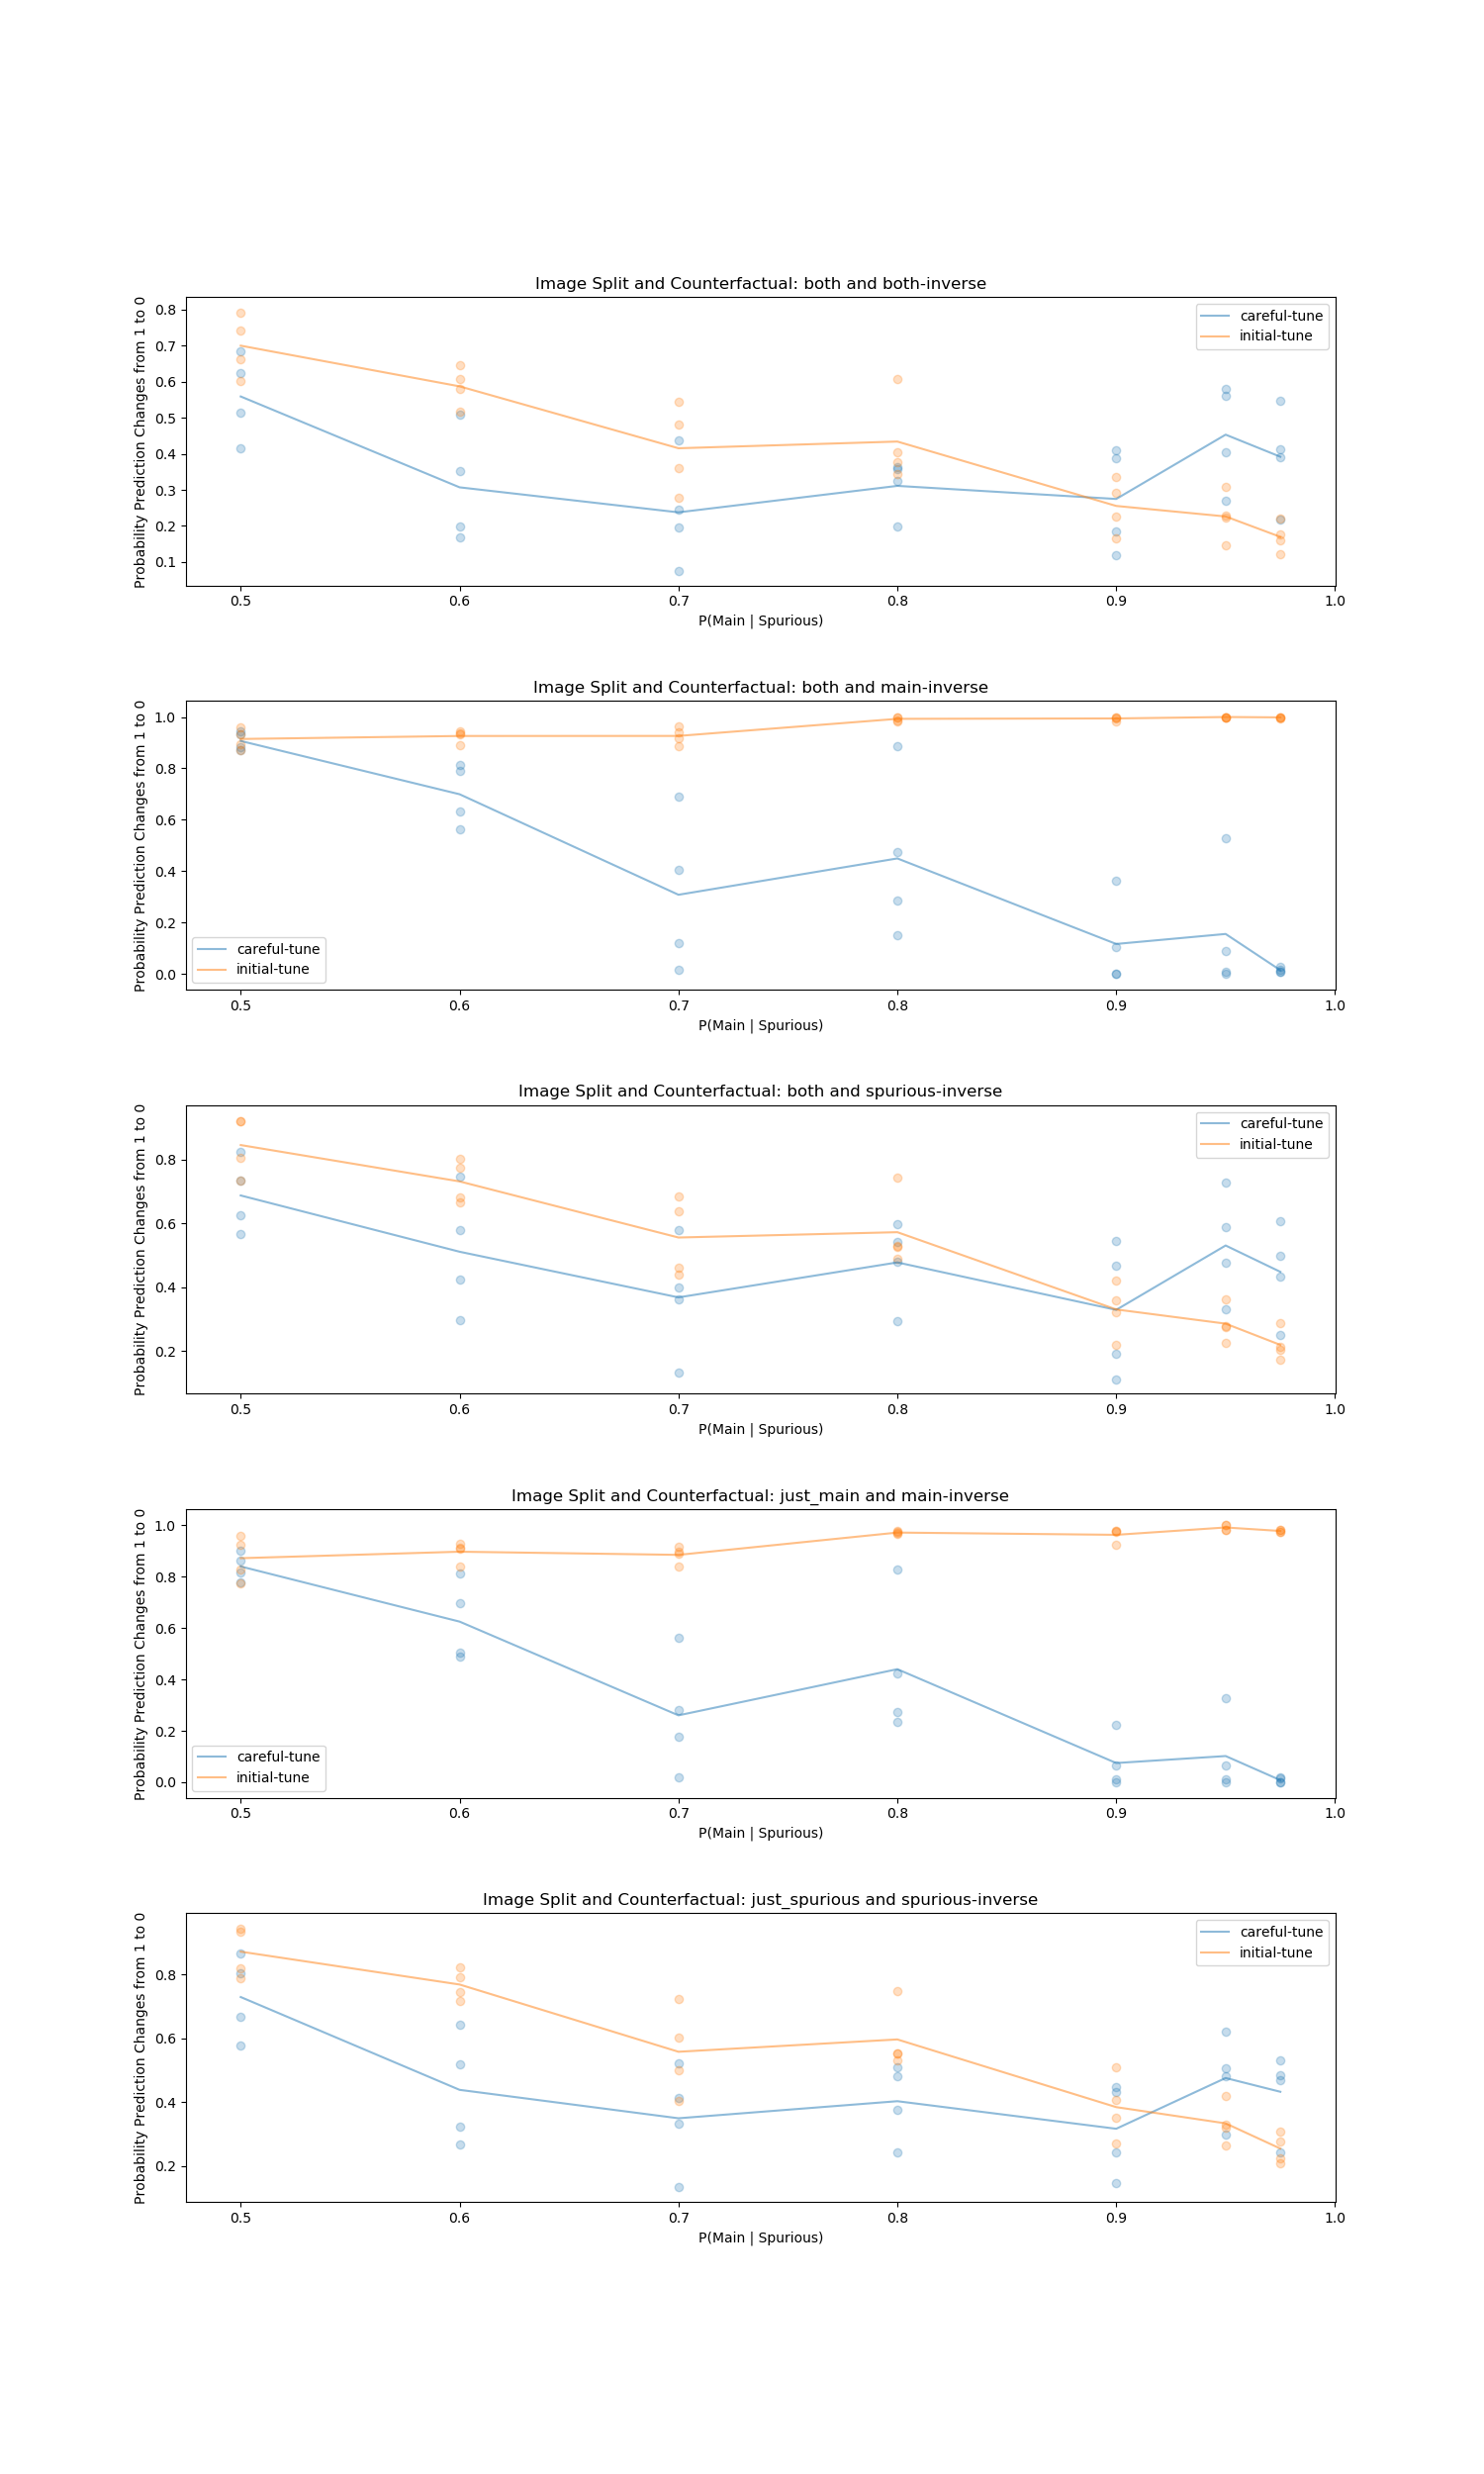 Image Split and Counterfactual: both and both-inverse
Probability Prediction Changes from 1 to 0
0.8
0.7
0.6
0.5
0.4
0.3
0.2
0.1
careful-tune
initial-tune
0.5 0.6 0.7 0.8 0.9 1.0
P(Main | Spurious)
Image Split and Counterfactual: both and main-inverse
Probability Prediction Changes from 1 to 0
1.0
0.8
0.6
0.4
0.2
0.0
careful-tune
initial-tune
0.5 0.6 0.7 0.8 0.9 1.0
P(Main | Spurious)
Image Split and Counterfactual: both and spurious-inverse
Probability Prediction Changes from 1 to 0
0.8
0.6
0.4
0.2
careful-tune
initial-tune
0.5 0.6 0.7 0.8 0.9 1.0
P(Main | Spurious)
Image Split and Counterfactual: just_main and main-inverse
Probability Prediction Changes from 1 to 0
1.0
0.8
0.6
0.4
0.2
0.0
careful-tune
initial-tune
0.5 0.6 0.7 0.8 0.9 1.0
P(Main | Spurious)
Image Split and Counterfactual: just_spurious and spurious-inverse
Probability Prediction Changes from 1 to 0
0.8
0.6
0.4
0.2
careful-tune
initial-tune
0.5 0.6 0.7 0.8 0.9 1.0
P(Main | Spurious)